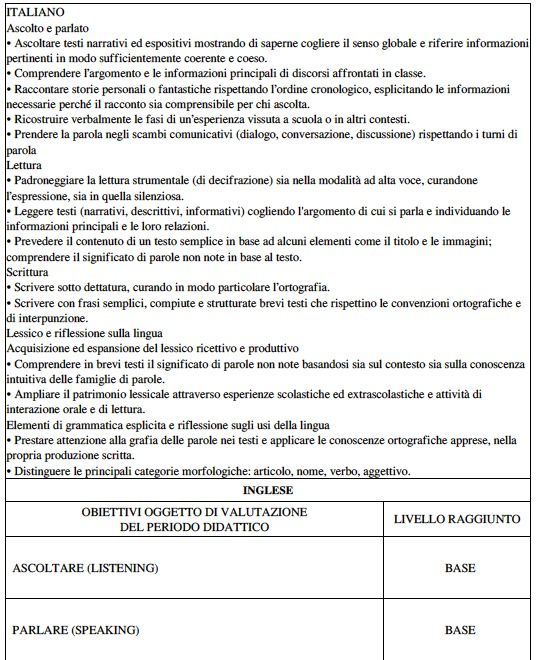 ITALIANO
Ascolto e parlato
• Ascoltare testi narrativi ed espositivi mostrando di saperne cogliere il senso globale e riferire informazioni
pertinenti in modo sufficientemente coerente e coeso.
• Comprendere l'argomento e le informazioni principali di discorsi affrontati in classe.
• Raccontare storie personali o fantastiche rispettando l'ordine cronologico, esplicitando le informazioni
necessarie perché il racconto sia comprensibile per chi ascolta.
• Ricostruire verbalmente le fasi di un'esperienza vissuta a scuola o in altri contesti.
• Prendere la parola negli scambi comunicativi (dialogo, conversazione, discussione) rispettando i turni di
parola
Lettura
• Padroneggiare la lettura strumentale (di decifrazione) sia nella modalità ad alta voce, curandone
l'espressione, sia in quella silenziosa.
• Leggere testi (narrativi, descrittivi, informativi) cogliendo l'argomento di cui si parla e individuando le
informazioni principali e le loro relazioni.
• Prevedere il contenuto di un testo semplice in base ad alcuni elementi come il titolo e le immagini;
comprendere il significato di parole non note in base al testo.
Scrittura
• Scrivere sotto dettatura, curando in modo particolare l'ortografia.
• Scrivere con frasi semplici, compiute e strutturate brevi testi che rispettino le convenzioni ortografiche e
di interpunzione.
Lessico e riflessione sulla lingua
Acquisizione ed espansione del lessico ricettivo e produttivo
• Comprendere in brevi testi il significato di parole non note basandosi sia sul contesto sia sulla conoscenza
intuitiva delle famiglie di parole.
• Ampliare il patrimonio lessicale attraverso esperienze scolastiche ed extrascolastiche e attività di
interazione orale e di lettura.
Elementi di grammatica esplicita e riflessione sugli usi della lingua
• Prestare attenzione alla grafia delle parole nei testi e applicare le conoscenze ortografiche apprese, nella
propria produzione scritta.
• Distinguere le principali categorie morfologiche: articolo, nome, verbo, aggettivo.
INGLESE
OBIETTIVI OGGETTO DI VALUTAZIONE
DEL PERIODO DIDATTICO
LIVELLO RAGGIUNTO
ASCOLTARE (LISTENING)
BASE
PARLARE (SPEAKING)
BASE